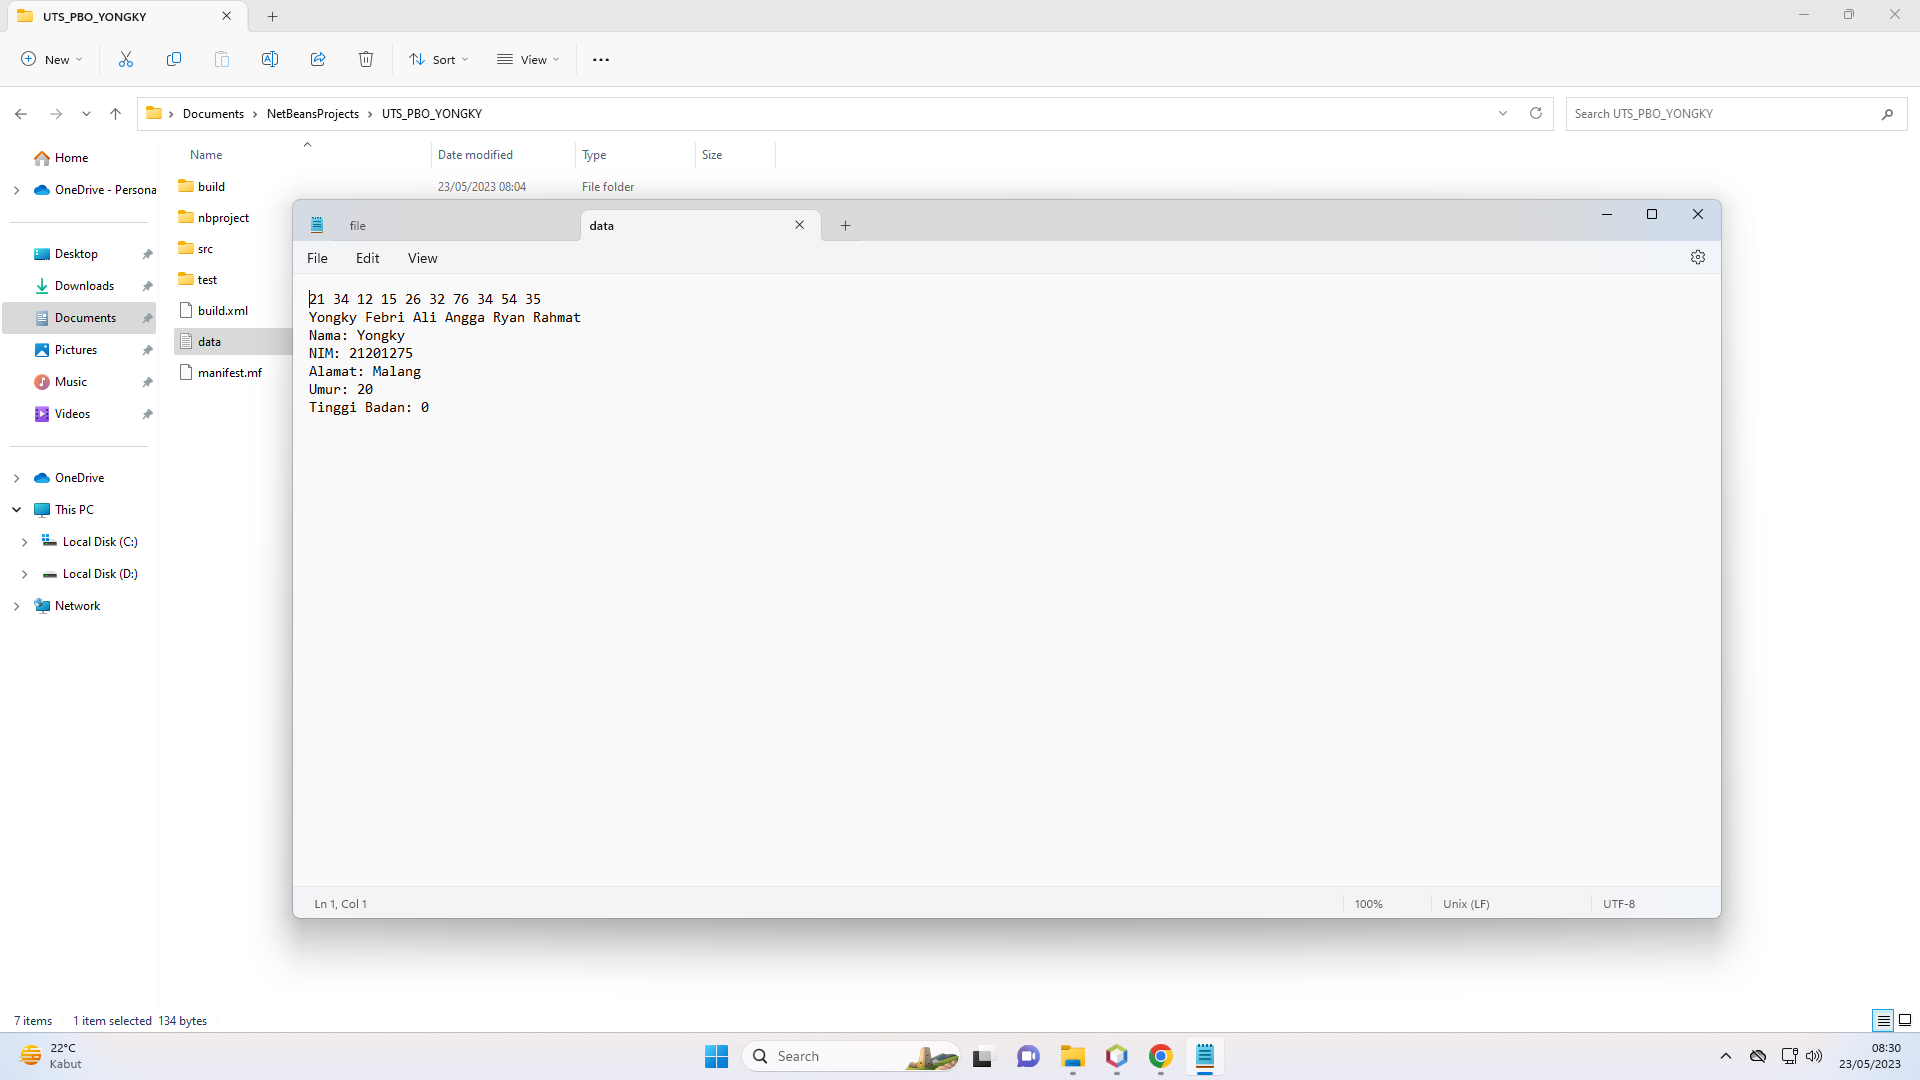 UTS_PBO_YONGKY
New
Sort
View
Documents > NetBeansProjects > UTS_PBO_YONGKY
Search UTS_PBO_YONGKY
Name Date modified Type Size
Home
OneDrive - Persona
Desktop
Downloads
Documents
Pictures
Music
Videos
OneDrive
This PC
Local Disk (C:)
Local Disk (D:)
Network
build 23/05/2023 08:04 File folder
nbproject
src
test
build.xml
data
manifest.mf
file
data
File Edit View
21 34 12 15 26 32 76 34 54 35
Yongky Febri Ali Angga Ryan Rahmat
Nama: Yongky
NIM: 21201275
Alamat: Malang
Umur: 20
Tinggi Badan: 0
Ln 1, Col 1
100%
Unix (LF)
UTF-8
7 items 1 item selected 134 bytes
22°C
Kabut
Search
08:30
23/05/2023